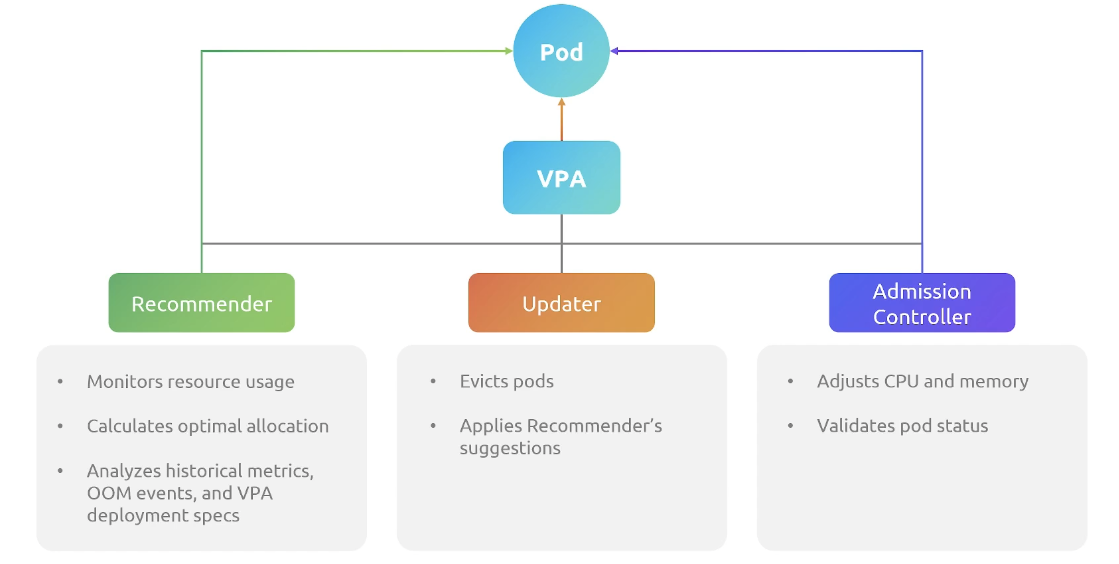 Pod
VPA
Recommender
Updater
Admission
Controller
• Monitors resource usage
• Calculates optimal allocation
• Analyzes historical metrics,
OOM events, and VPA
deployment specs
• Evicts pods
• Applies Recommender’s
suggestions
• Adjusts CPU and memory
• Validates pod status